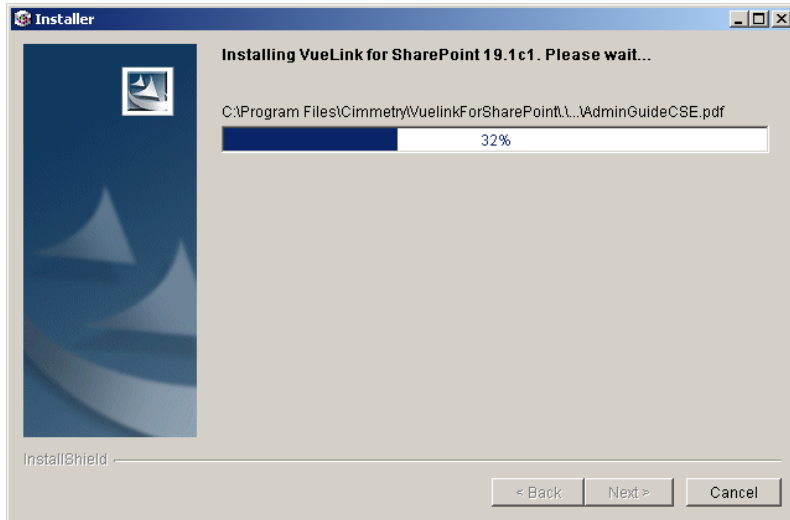 Installer
Installing VueLink for SharePoint 19.1c1. Please wait...
C:\Program Files\Cimmetry\VuelinkForSharePoint\.\...\AdminGuideCSE.pdf
32%
InstallShield
< Back Next > Cancel